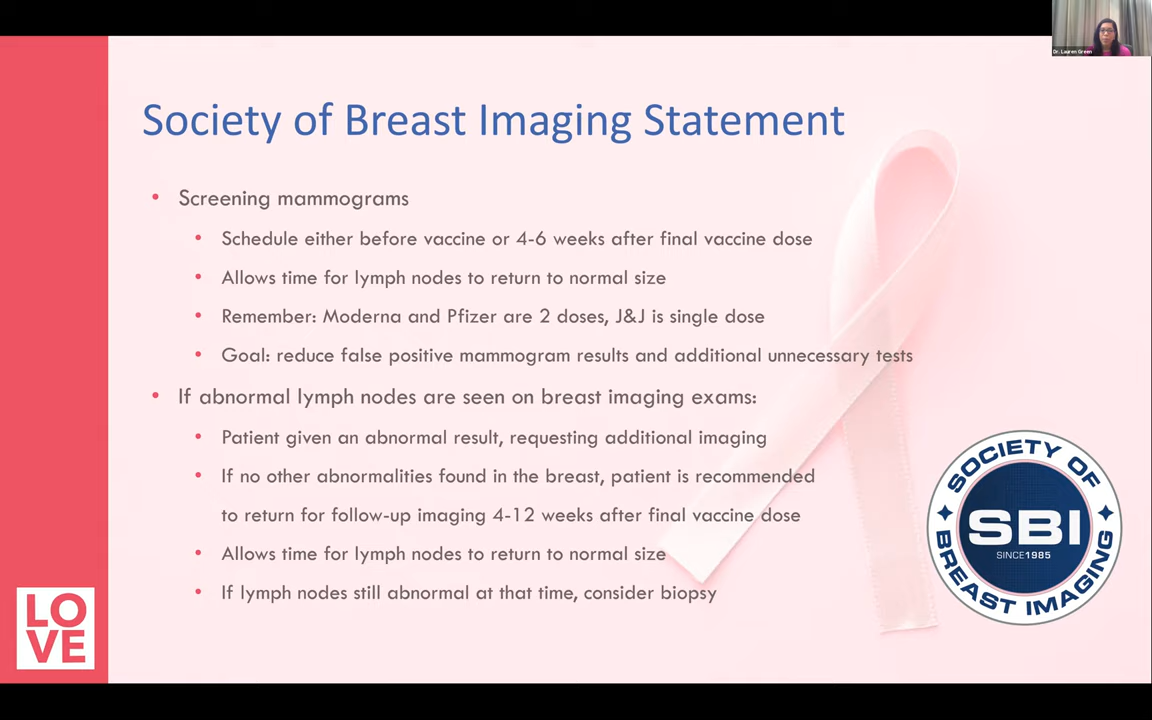 Dr. Lauren Green
Society of Breast Imaging Statement
• Screening mammograms
• Schedule either before vaccine or 4-6 weeks after final vaccine dose
• Allows time for lymph nodes to return to normal size
• Remember: Moderna and Pfizer are 2 doses, J&J is single dose
• Goal: reduce false positive mammogram results and additional unnecessary tests
• If abnormal lymph nodes are seen on breast imaging exams:
• Patient given an abnormal result, requesting additional imaging
• If no other abnormalities found in the breast, patient is recommended
to return for follow-up imaging 4-12 weeks after final vaccine dose
• Allows time for lymph nodes to return to normal size
• If lymph nodes still abnormal at that time, consider biopsy
SOCIETY OF
SBI
SINCE1985
BREAST IMAGING
LO
VE